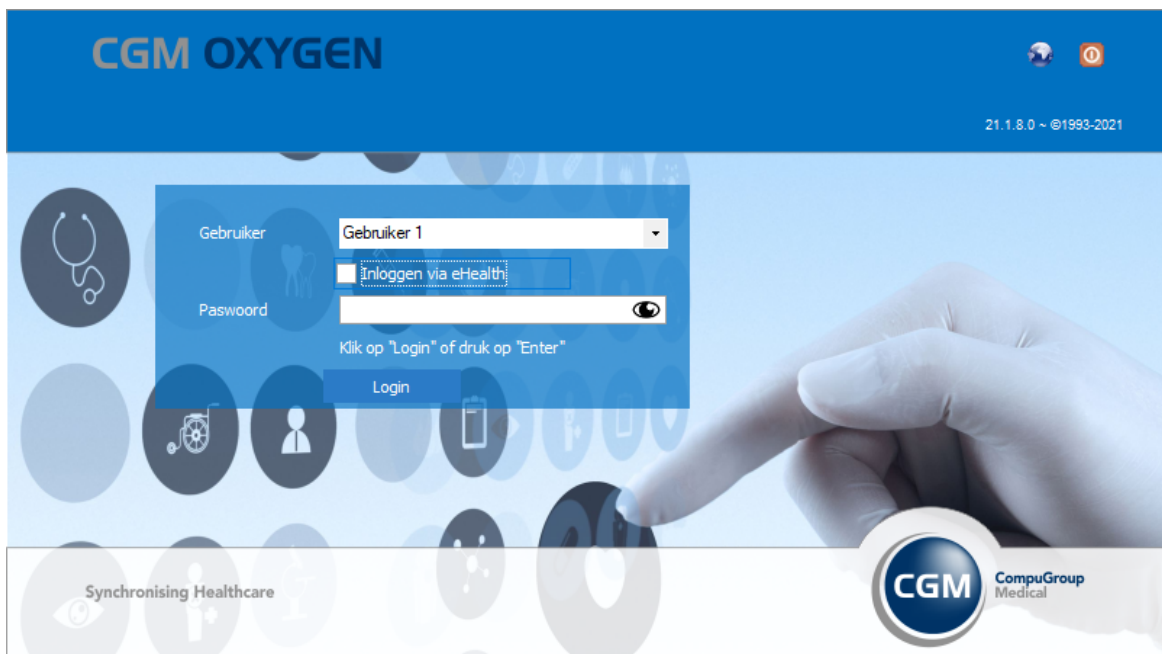 CGM OXYGEN
21.1.8.0 ~ ©1993-2021
Gebruiker
Gebruiker 1
Inloggen via eHealth
Paswoord
Klik op "Login" of druk op "Enter"
Login
Synchronising Healthcare
CGM
CompuGroup
Medical